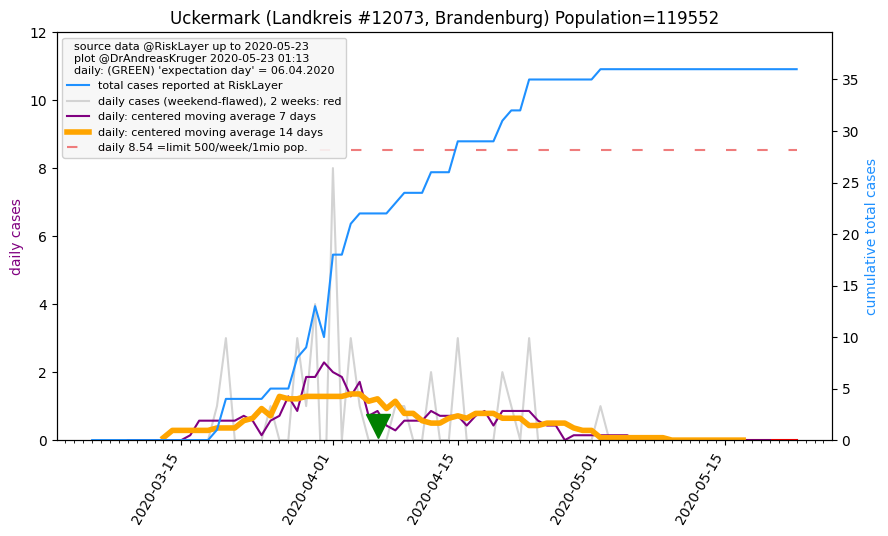 Uckermark (Landkreis #12073, Brandenburg) Population=119552
source data @RiskLayer up to 2020-05-23
plot @DrAndreasKruger 2020-05-23 01:13
daily: (GREEN) 'expectation day' = 06.04.2020
total cases reported at RiskLayer
daily cases (weekend-flawed), 2 weeks: red
daily: centered moving average 7 days
daily: centered moving average 14 days
daily 8.54 =limit 500/week/1mio pop.
daily cases
12
10
8
6
4
2
0
cumulative total cases
35
30
25
20
15
10
5
0
2020-03-15
2020-04-01
2020-04-15
2020-05-01
2020-05-15